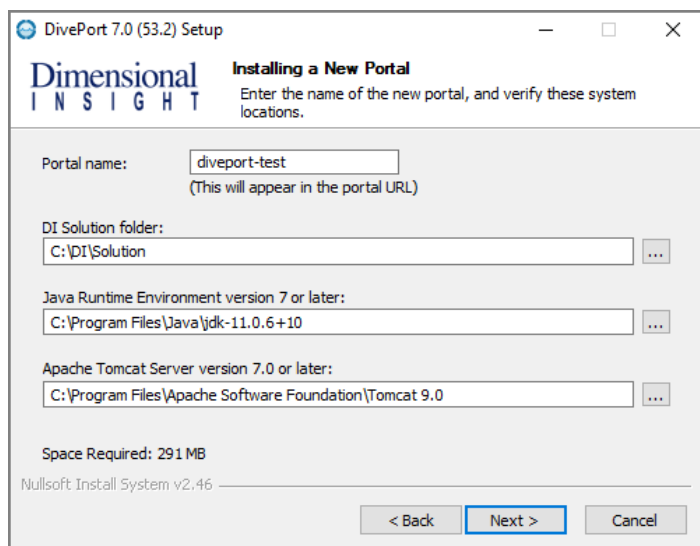 DivePort 7.0 (53.2) Setup
Dimensional
INSIGHT
Installing a New Portal
Enter the name of the new portal, and verify these system
locations.
Portal name:
diveport-test
(This will appear in the portal URL)
DI Solution folder:
C:\DI\Solution
...
Java Runtime Environment version 7 or later:
C:\Program Files\Java\jdk-11.0.6+10
...
Apache Tomcat Server version 7.0 or later:
C:\Program Files\Apache Software Foundation\Tomcat 9.0
...
Space Required: 291 MB
Nullsoft Install System v2.46
< Back
Next >
Cancel